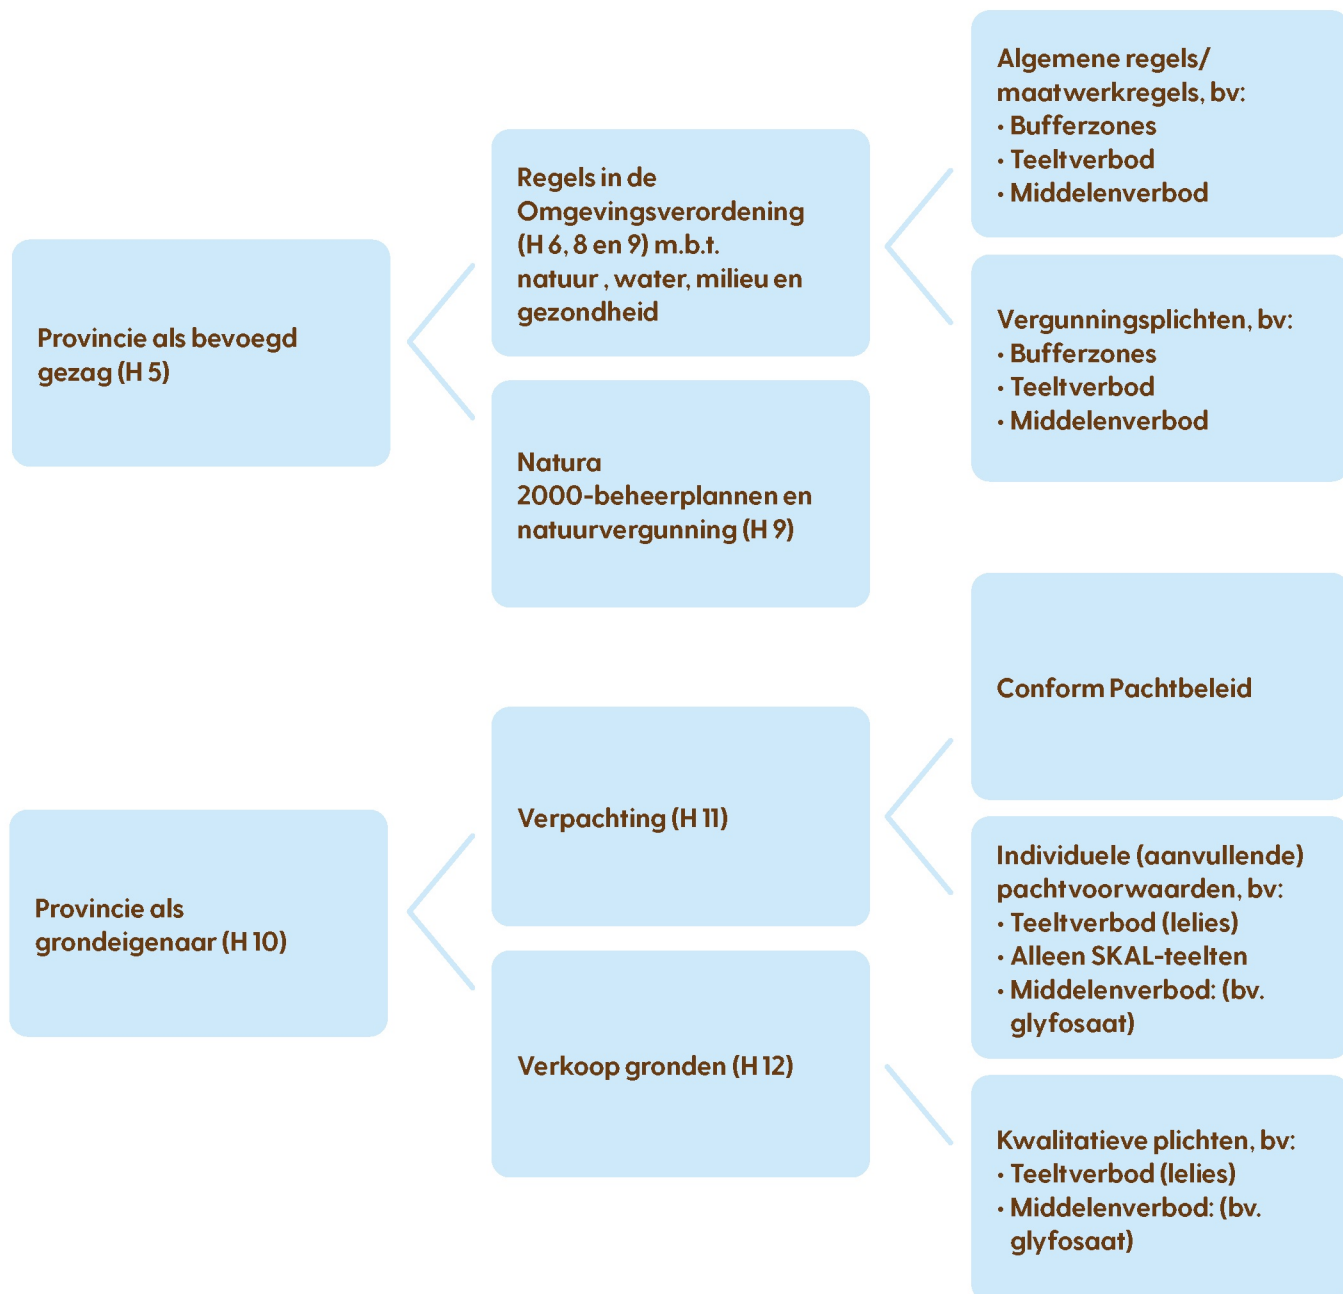 Provincie als bevoegd
gezag (H 5)
Regels in de
Omgevingsverordening
(H 6, 8 en 9) m.b.t.
natuur , water, milieu en
gezondheid
Algemene regels/
maatwerkregels, bv:
• Bufferzones
• Teeltverbod
• Middelenverbod
Vergunningsplichten, bv:
• Bufferzones
• Teeltverbod
• Middelenverbod
Natura
2000-beheerplannen en
natuurvergunning (H 9)
Provincie als
grondeigenaar (H 10)
Verpachting (H 11)
Conform Pachtbeleid
Individuele (aanvullende)
pachtvoorwaarden, bv:
• Teeltverbod (lelies)
• Alleen SKAL-teelten
• Middelenverbod: (bv.
glyfosaat)
Verkoop gronden (H 12)
Kwalitatieve plichten, bv:
• Teeltverbod (lelies)
• Middelenverbod: (bv.
glyfosaat)